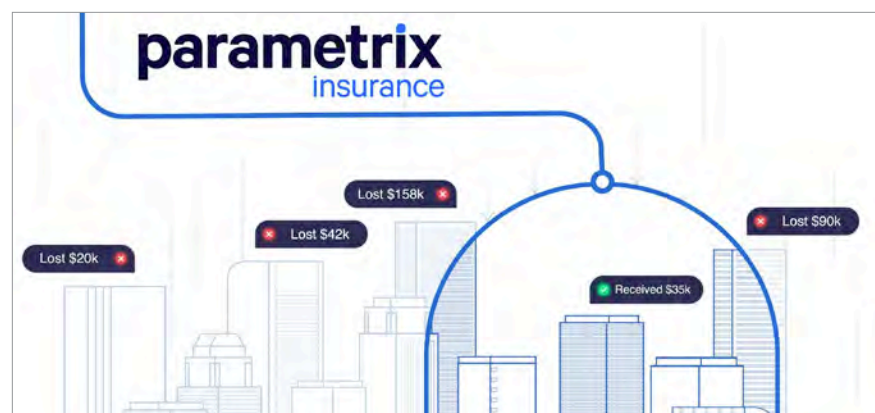 parametrix
insurance
Lost $158k
Lost $90k
Lost $42k
Lost $20k
Received $35k